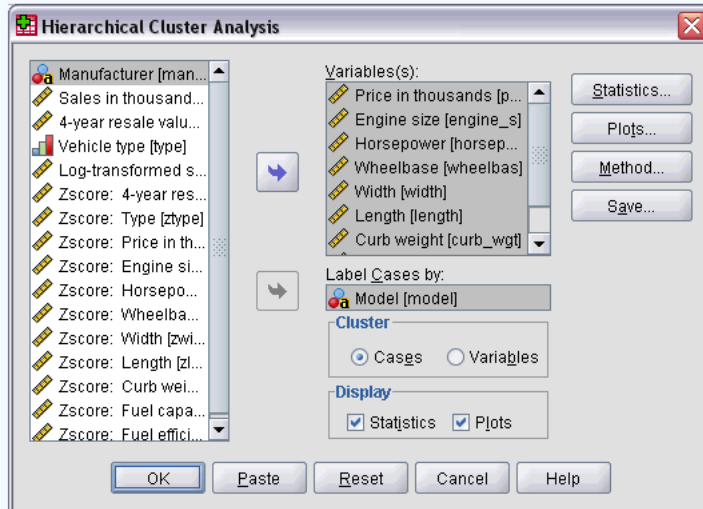 Hierarchical Cluster Analysis
Manufacturer [man...
Sales in thousand...
4-year resale valu...
Vehicle type [type]
Log-transformed s...
Zscore: 4-year res...
Zscore: Type [ztype]
Zscore: Price in th...
Zscore: Engine si...
Zscore: Horsepo...
Zscore: Wheelba...
Zscore: Width [zwi...
Zscore: Length [zl...
Zscore: Curb wei...
Zscore: Fuel capa...
Zscore: Fuel effici...
Variables(s):
Price in thousands [p...
Engine size [engine_s]
Horsepower [horsep...
Wheelbase [wheelbas]
Width [width]
Length [length]
Curb weight [curb_wgt]
Label Cases by:
Model [model]
Cluster
Cases Variables
Display
Statistics Plots
Statistics...
Plots...
Method...
Save...
OK Paste Reset Cancel Help